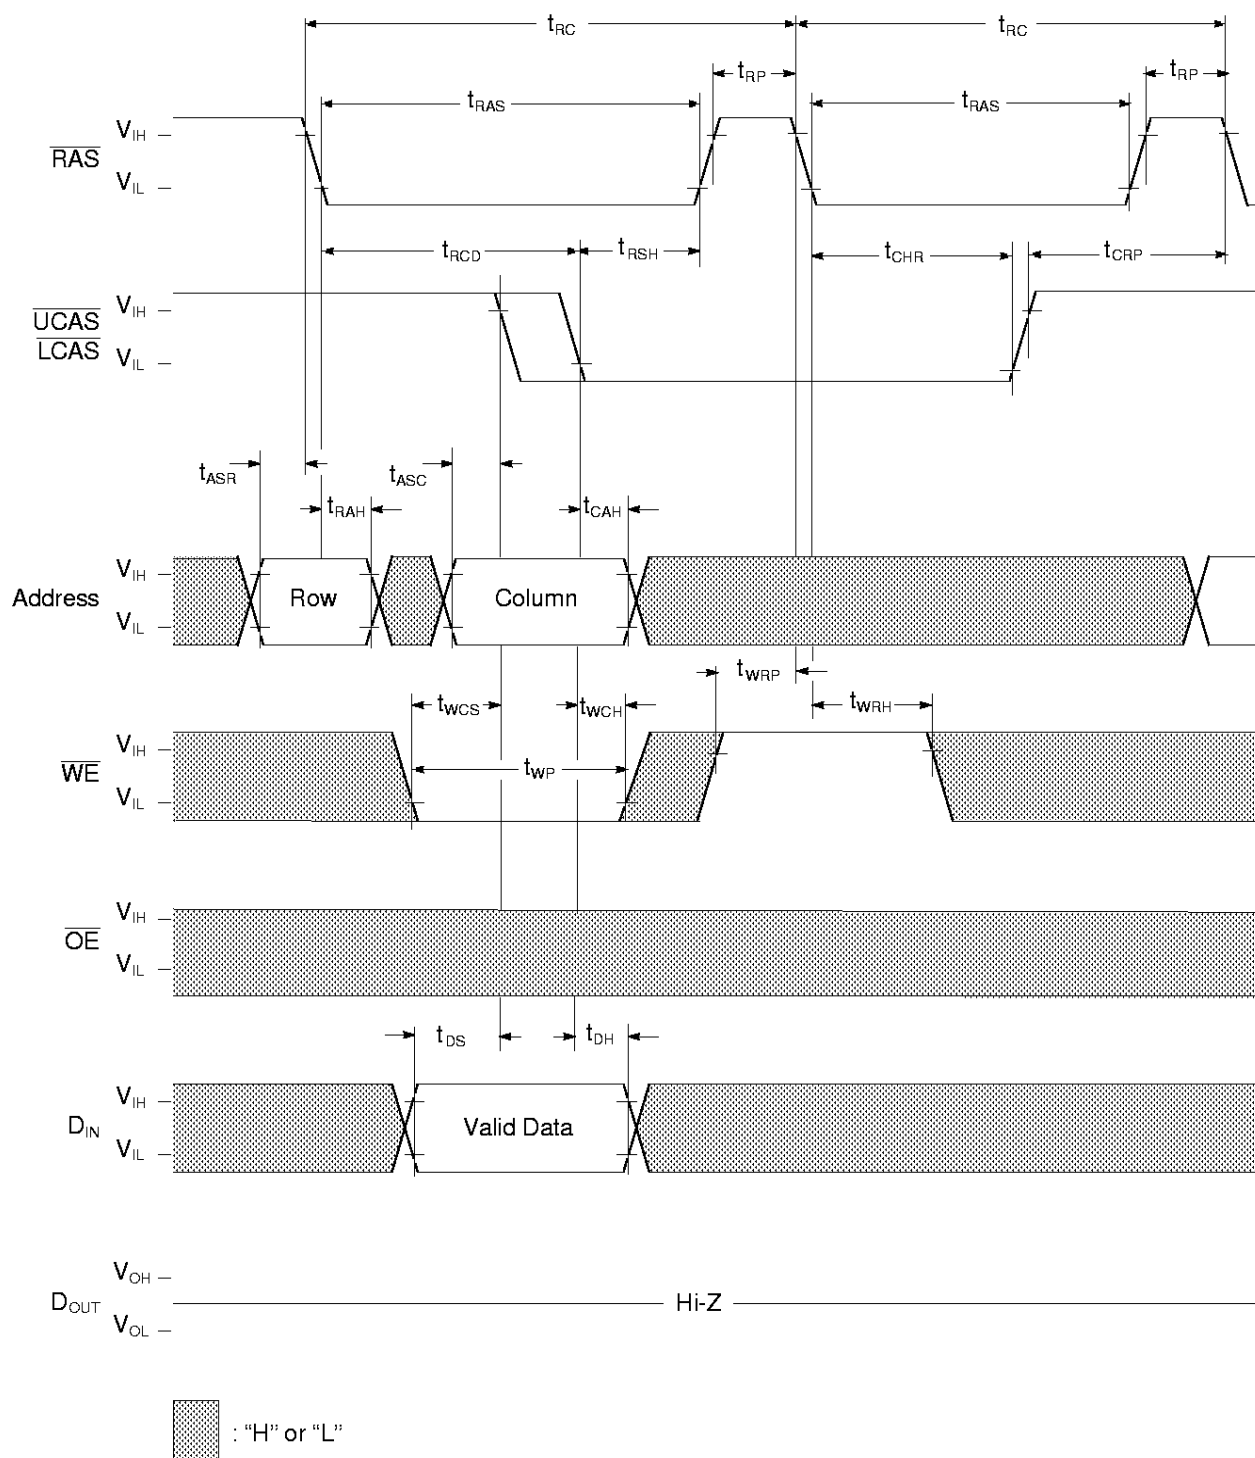 tRC tRC
tRP tRP
tRAS tRAS
VIH
RAS
VIL
tRCD tRSH tCHR tCRP
VIH
UCAS
LCAS
VIL
tASR tASC
tRAH tCAH
VIH
Address Row Column
VIL
tWRP
tWCS tWCH tWRH
VIH
WE tWP
VIL
VIH
OE
VIL
tDS tDH
VIH
DIN Valid Data
VIL
VOH
DOUT Hi-Z
VOL
: “H” or “L”